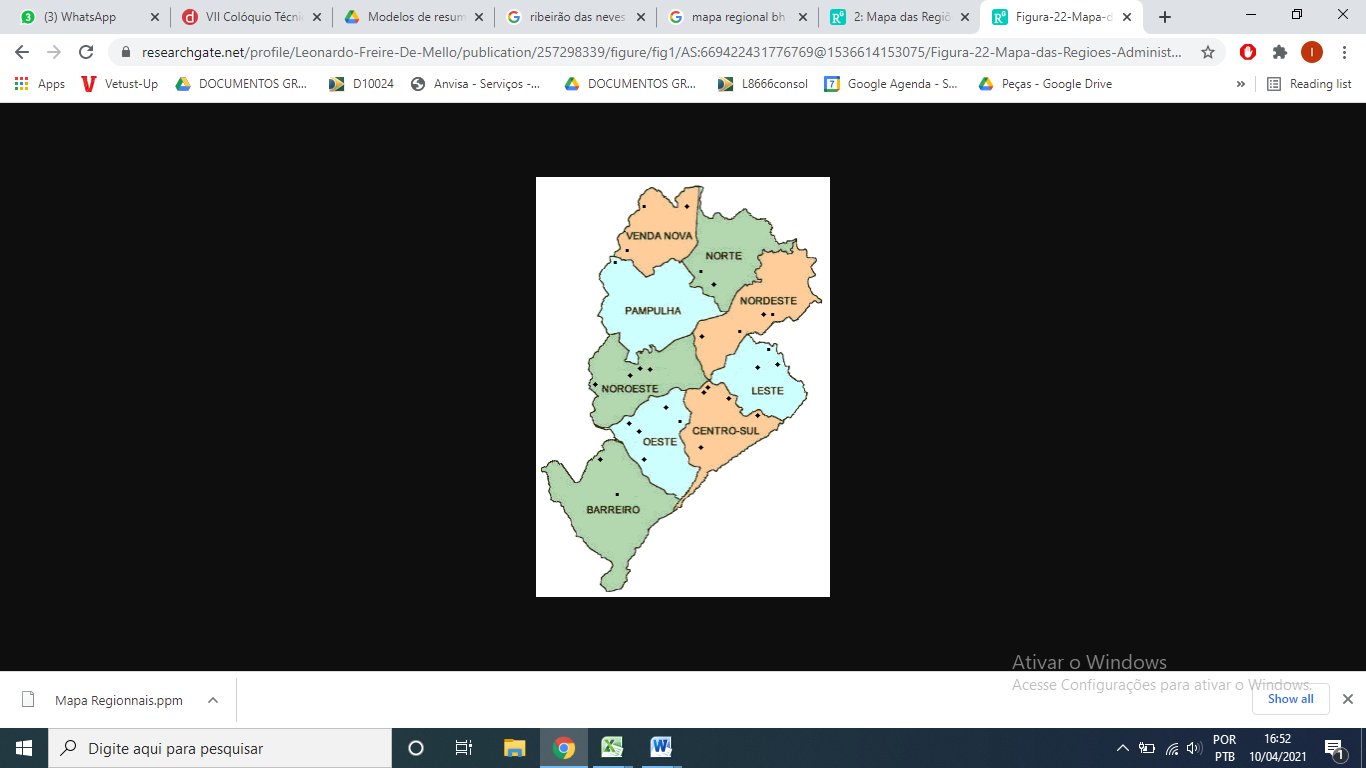 (3) WhatsApp
VII Colóquio Técni
Modelos de resum
ribeirão das neves
mapa regional bh
2: Mapa das Regiõ
Figura-22-Mapa-d
researchgate.net/profile/Leonardo-Freire-De-Mello/publication/257298339/figure/fig1/AS:669422431776769@1536614153075/Figura-22-Mapa-das-Regioes-Administ...
I
Apps
Vetust-Up
DOCUMENTOS GR...
D10024
Anvisa - Serviços -...
DOCUMENTOS GR...
L8666consol
Google Agenda - S...
Peças - Google Drive
»
Reading list
VENDA NOVA
NORTE
NORDESTE
PAMPULHA
NOROESTE
LESTE
CENTRO-SUL
OESTE
BARREIRO
Ativar o Windows
Acesse Configurações para ativar o Windows.
Mapa Regionnais.ppm
Show all
Digite aqui para pesquisar
POR
PTB
16:52
10/04/2021
1